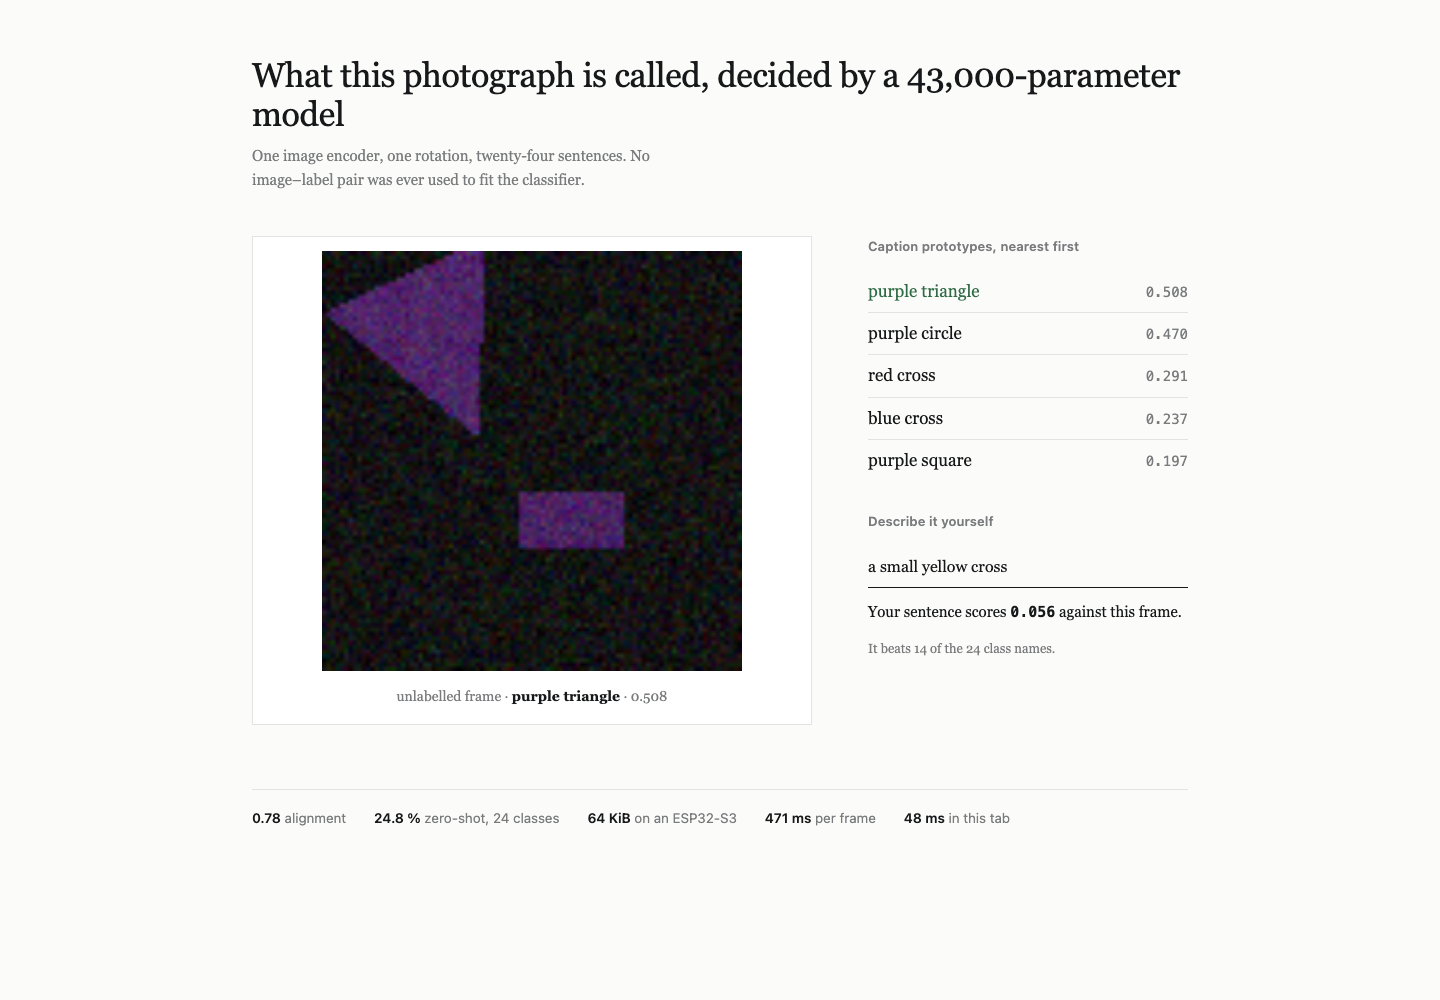 What this photograph is called, decided by a 43,000-parameter
model
One image encoder, one rotation, twenty-four sentences. No
image–label pair was ever used to fit the classifier.
unlabelled frame · purple triangle · 0.508
Caption prototypes, nearest first
purple triangle 0.508
purple circle 0.470
red cross 0.291
blue cross 0.237
purple square 0.197
Describe it yourself
a small yellow cross
Your sentence scores 0.056 against this frame.
It beats 14 of the 24 class names.
0.78 alignment 24.8 % zero-shot, 24 classes 64 KiB on an ESP32-S3 471 ms per frame 48 ms in this tab